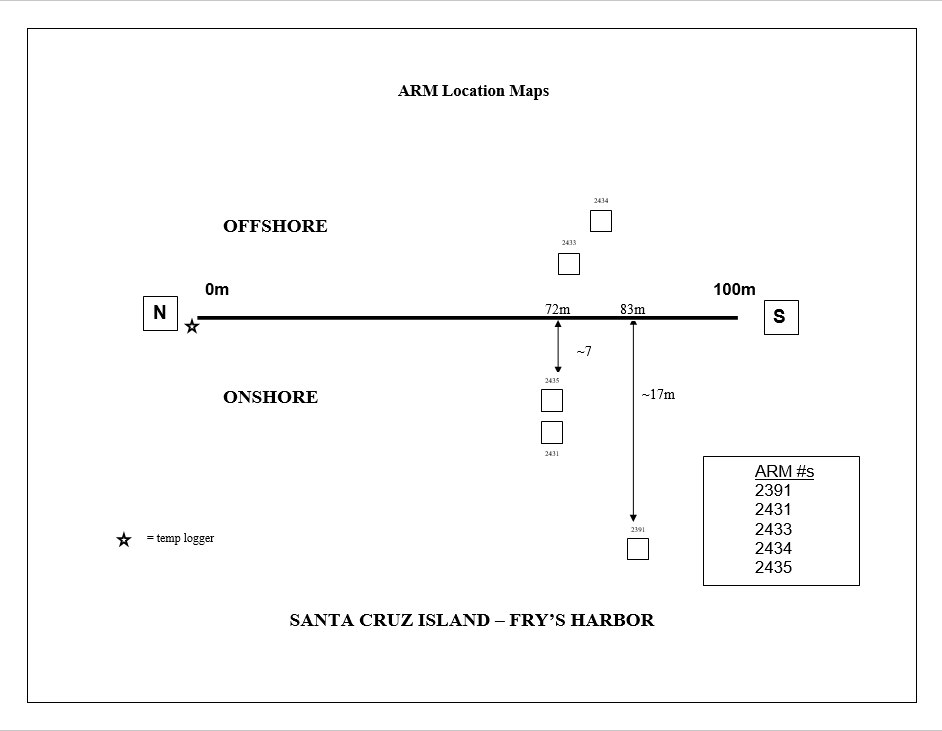 ARM Location Maps
2434
OFFSHORE
2433
0m
100m
N
72m
83m
S
~7
2435
ONSHORE
~17m
2431
ARM #s
2391
2431
2433
2434
2435
2391
= temp logger
SANTA CRUZ ISLAND – FRY’S HARBOR